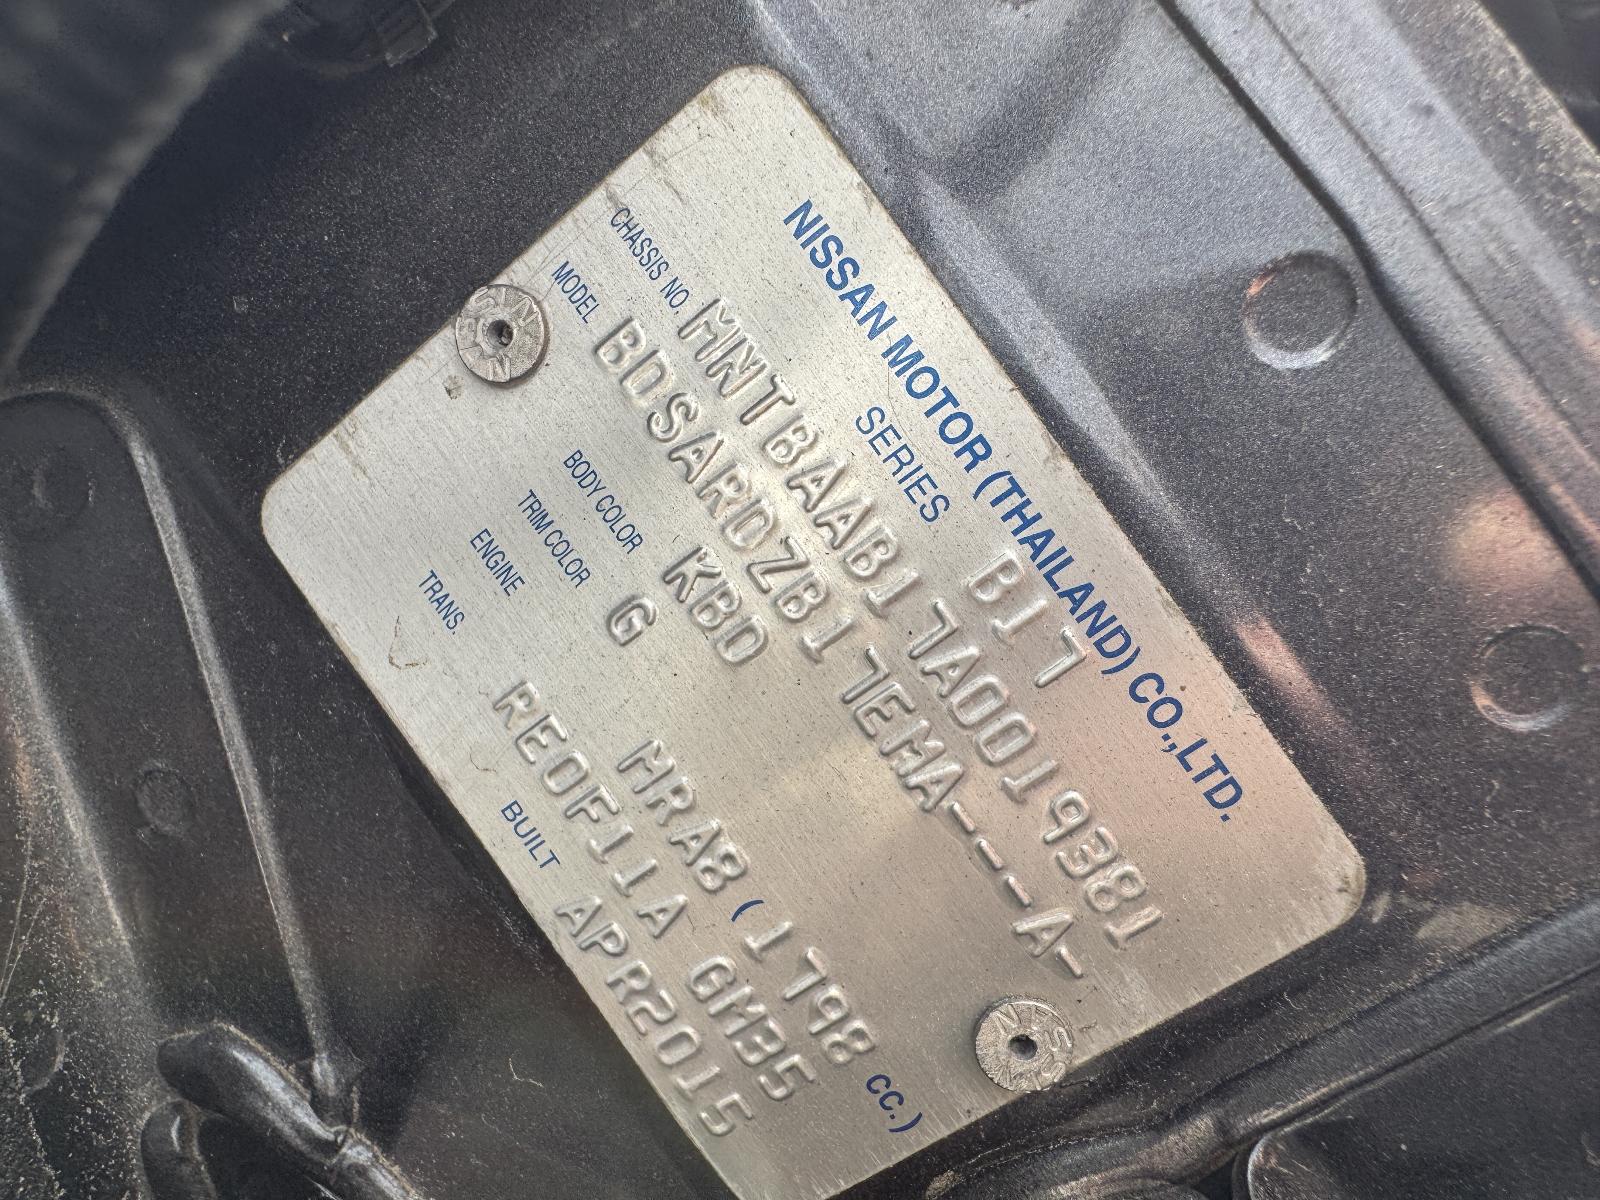 NISSAN MOTOR (THAILAND) CO.,LTD.
SERIES B17
CHASSIS NO. MNTBAAB17A0019381
MODEL BDSARDZB17EMA----A-
BODY COLOR KBD
TRIM COLOR G
ENGINE MRA8 (1798 CC.)
TRANS. RE0F11A GM35
BUILT APR2015